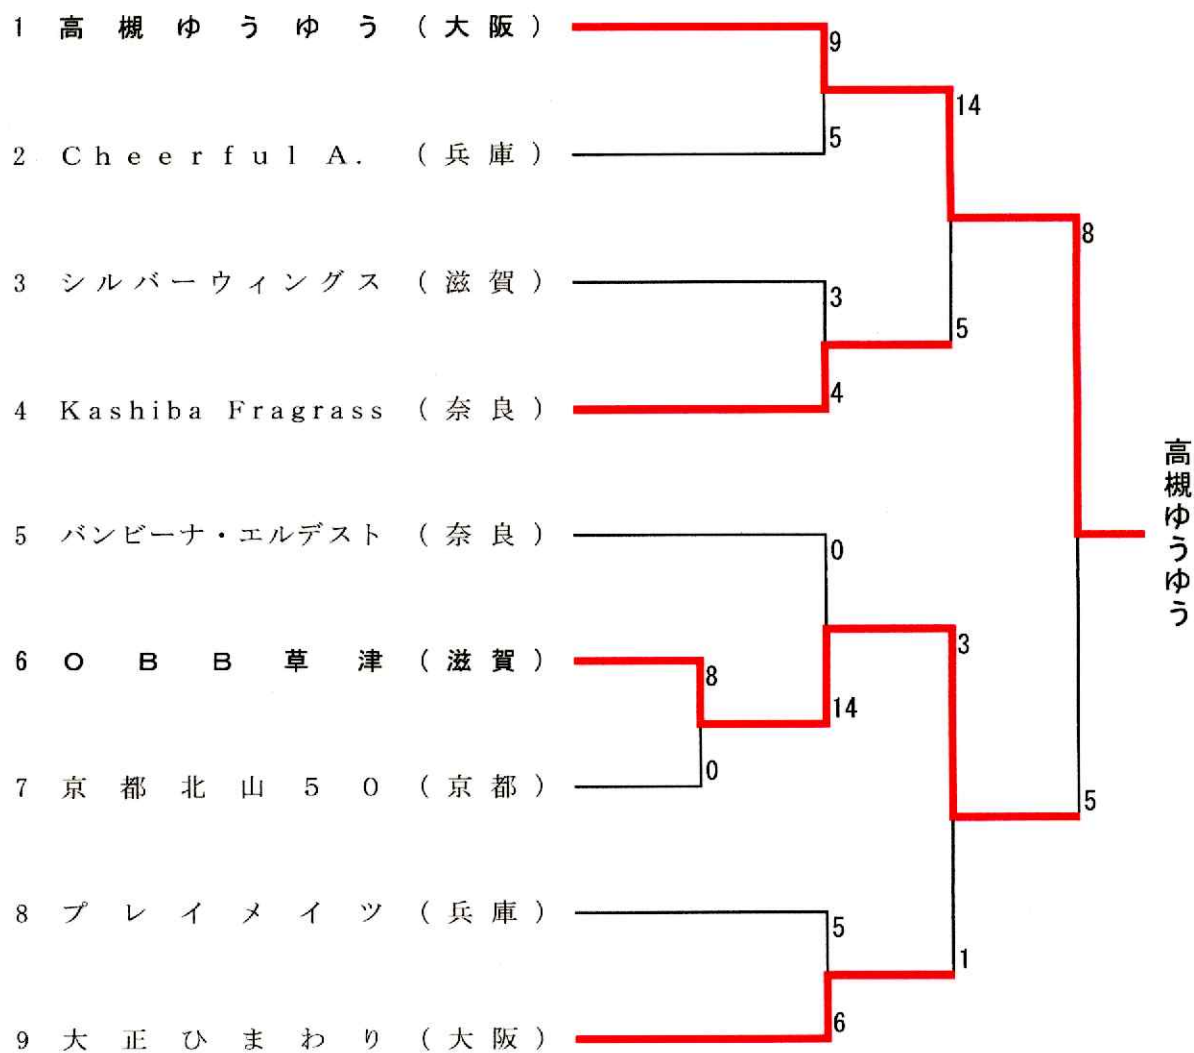 1 高槻ゆうゆう (大阪)
9
14
5
2 Cheerful A. (兵庫)
8
3 シルバーウィングス (滋賀)
3
5
4
4 Kashiba Fragrass (奈良)
高槻ゆうゆう
5 バンビーナ・エルデスト (奈良)
0
3
6 OBB草津 (滋賀)
8
14
0
7 京都北山50 (京都)
5
8 プレイメイツ (兵庫)
5
1
6
9 大正ひまわり (大阪)